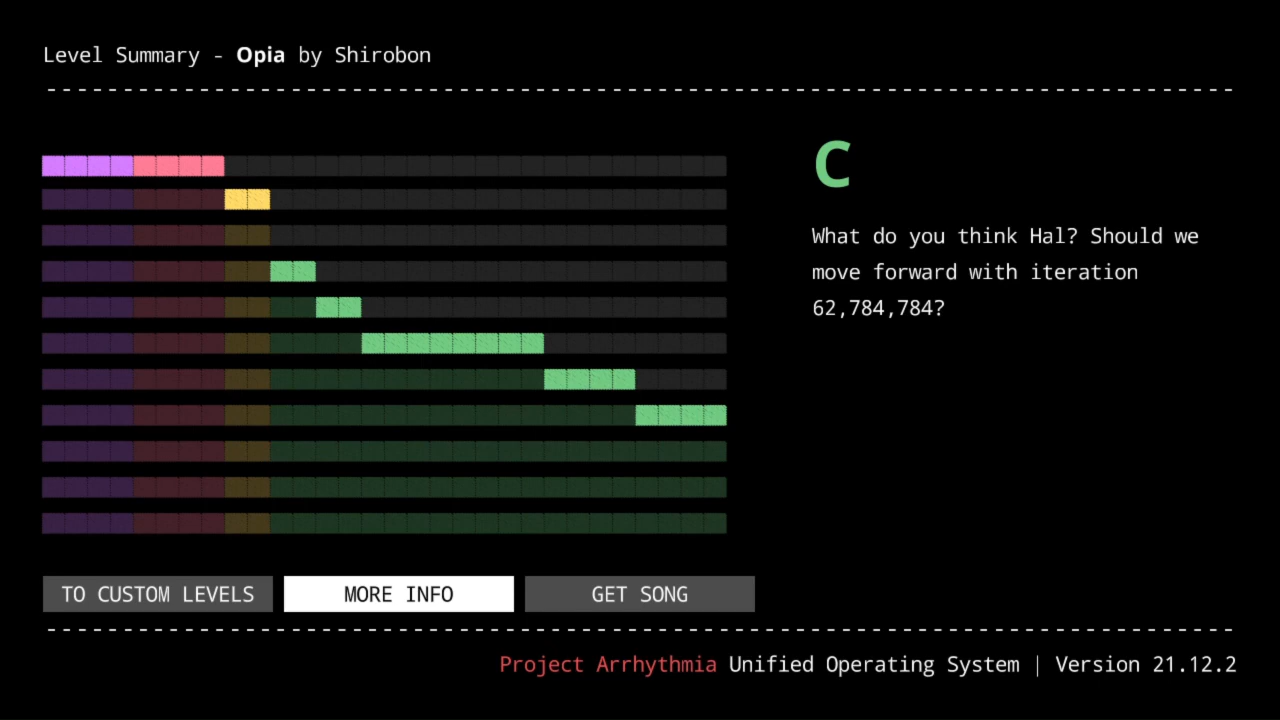 Level Summary - Opia by Shirobon
C
What do you think Hal? Should we
move forward with iteration
62,784,784?
TO CUSTOM LEVELS
MORE INFO
GET SONG
Project Arrhythmia Unified Operating System | Version 21.12.2